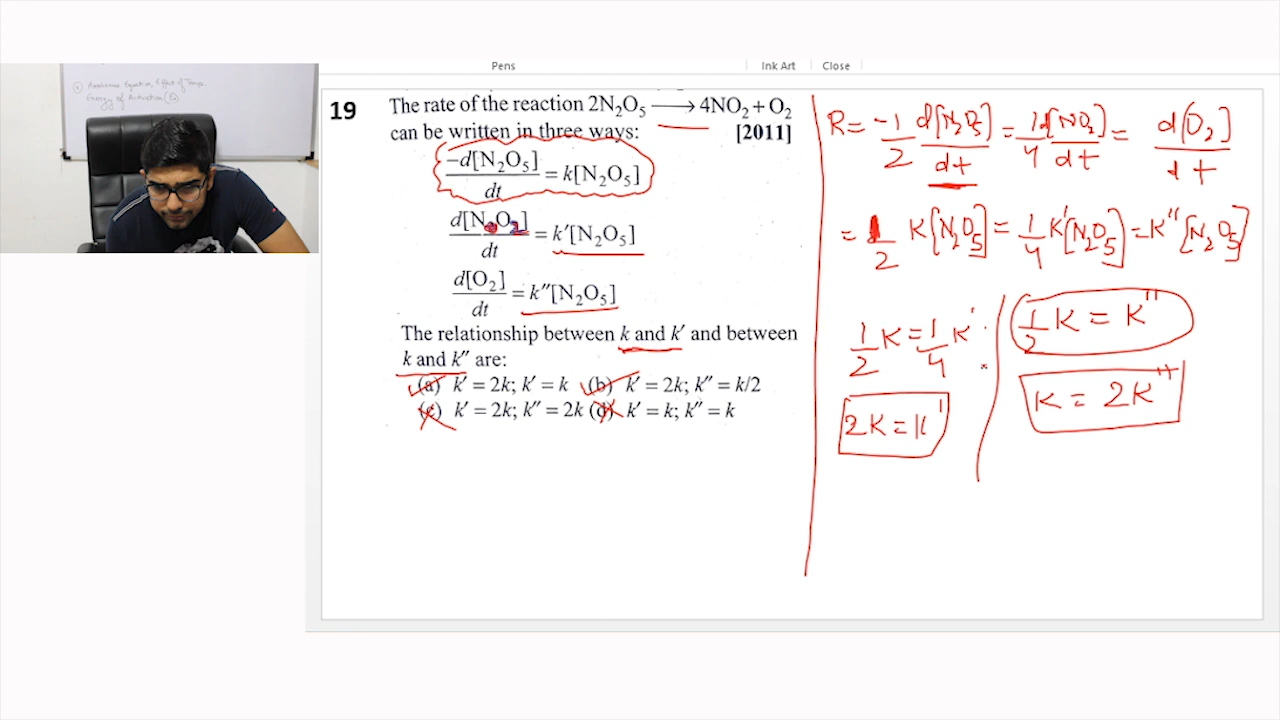 Pens
Ink Art
Close
19
The rate of the reaction 2N₂O₅ ⟶ 4NO₂ + O₂
can be written in three ways: [2011]
-d[N₂O₅]/dt = k[N₂O₅]
d[NO₂]/dt = k′[N₂O₅]
d[O₂]/dt = k″[N₂O₅]
The relationship between k and k′ and between
k and k″ are:
(a) k′ = 2k; k′ = k (b) k′ = 2k; k″ = k/2
(c) k′ = 2k; k″ = 2k (d) k′ = k; k″ = k
R = -1/2 d[N₂O₅]/dt = 1/4 d[NO₂]/dt = d[O₂]/dt
= 1/2 K[N₂O₅] = 1/4 K'[N₂O₅] = K''[N₂O₅]
1/2 K = 1/4 K'
2K = K'
1/2 K = K''
K = 2K''
Energy of Activation